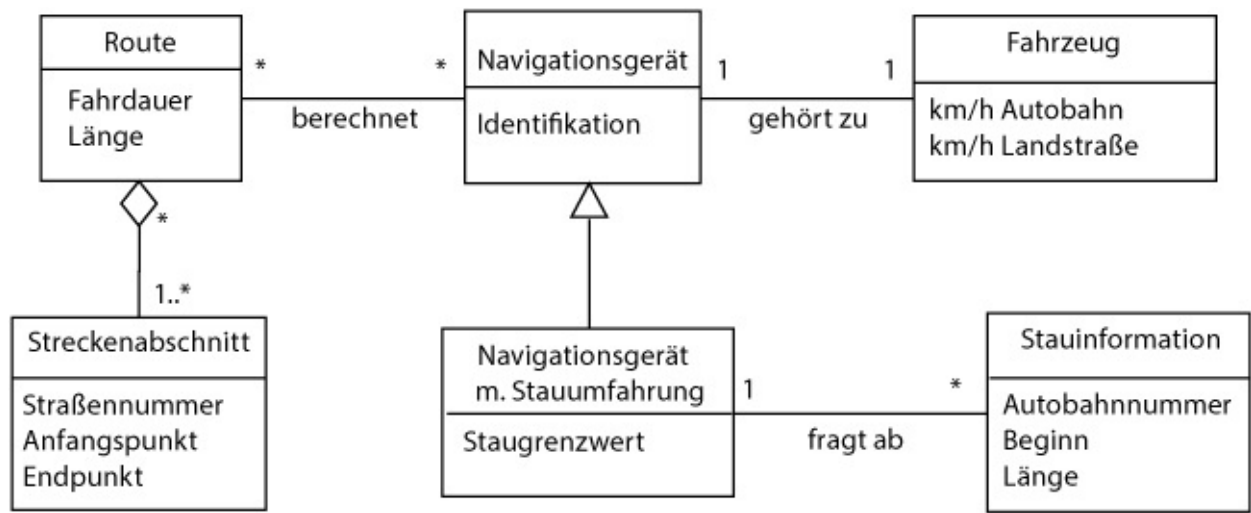 Route
Fahrdauer
Länge
*
*
berechnet
Navigationsgerät
Identifikation
1
1
gehört zu
Fahrzeug
km/h Autobahn
km/h Landstraße
*
1..*
Streckenabschnitt
Straßennummer
Anfangspunkt
Endpunkt
Navigationsgerät
m. Stauumfahrung
Staugrenzwert
1
*
fragt ab
Stauinformation
Autobahnnummer
Beginn
Länge